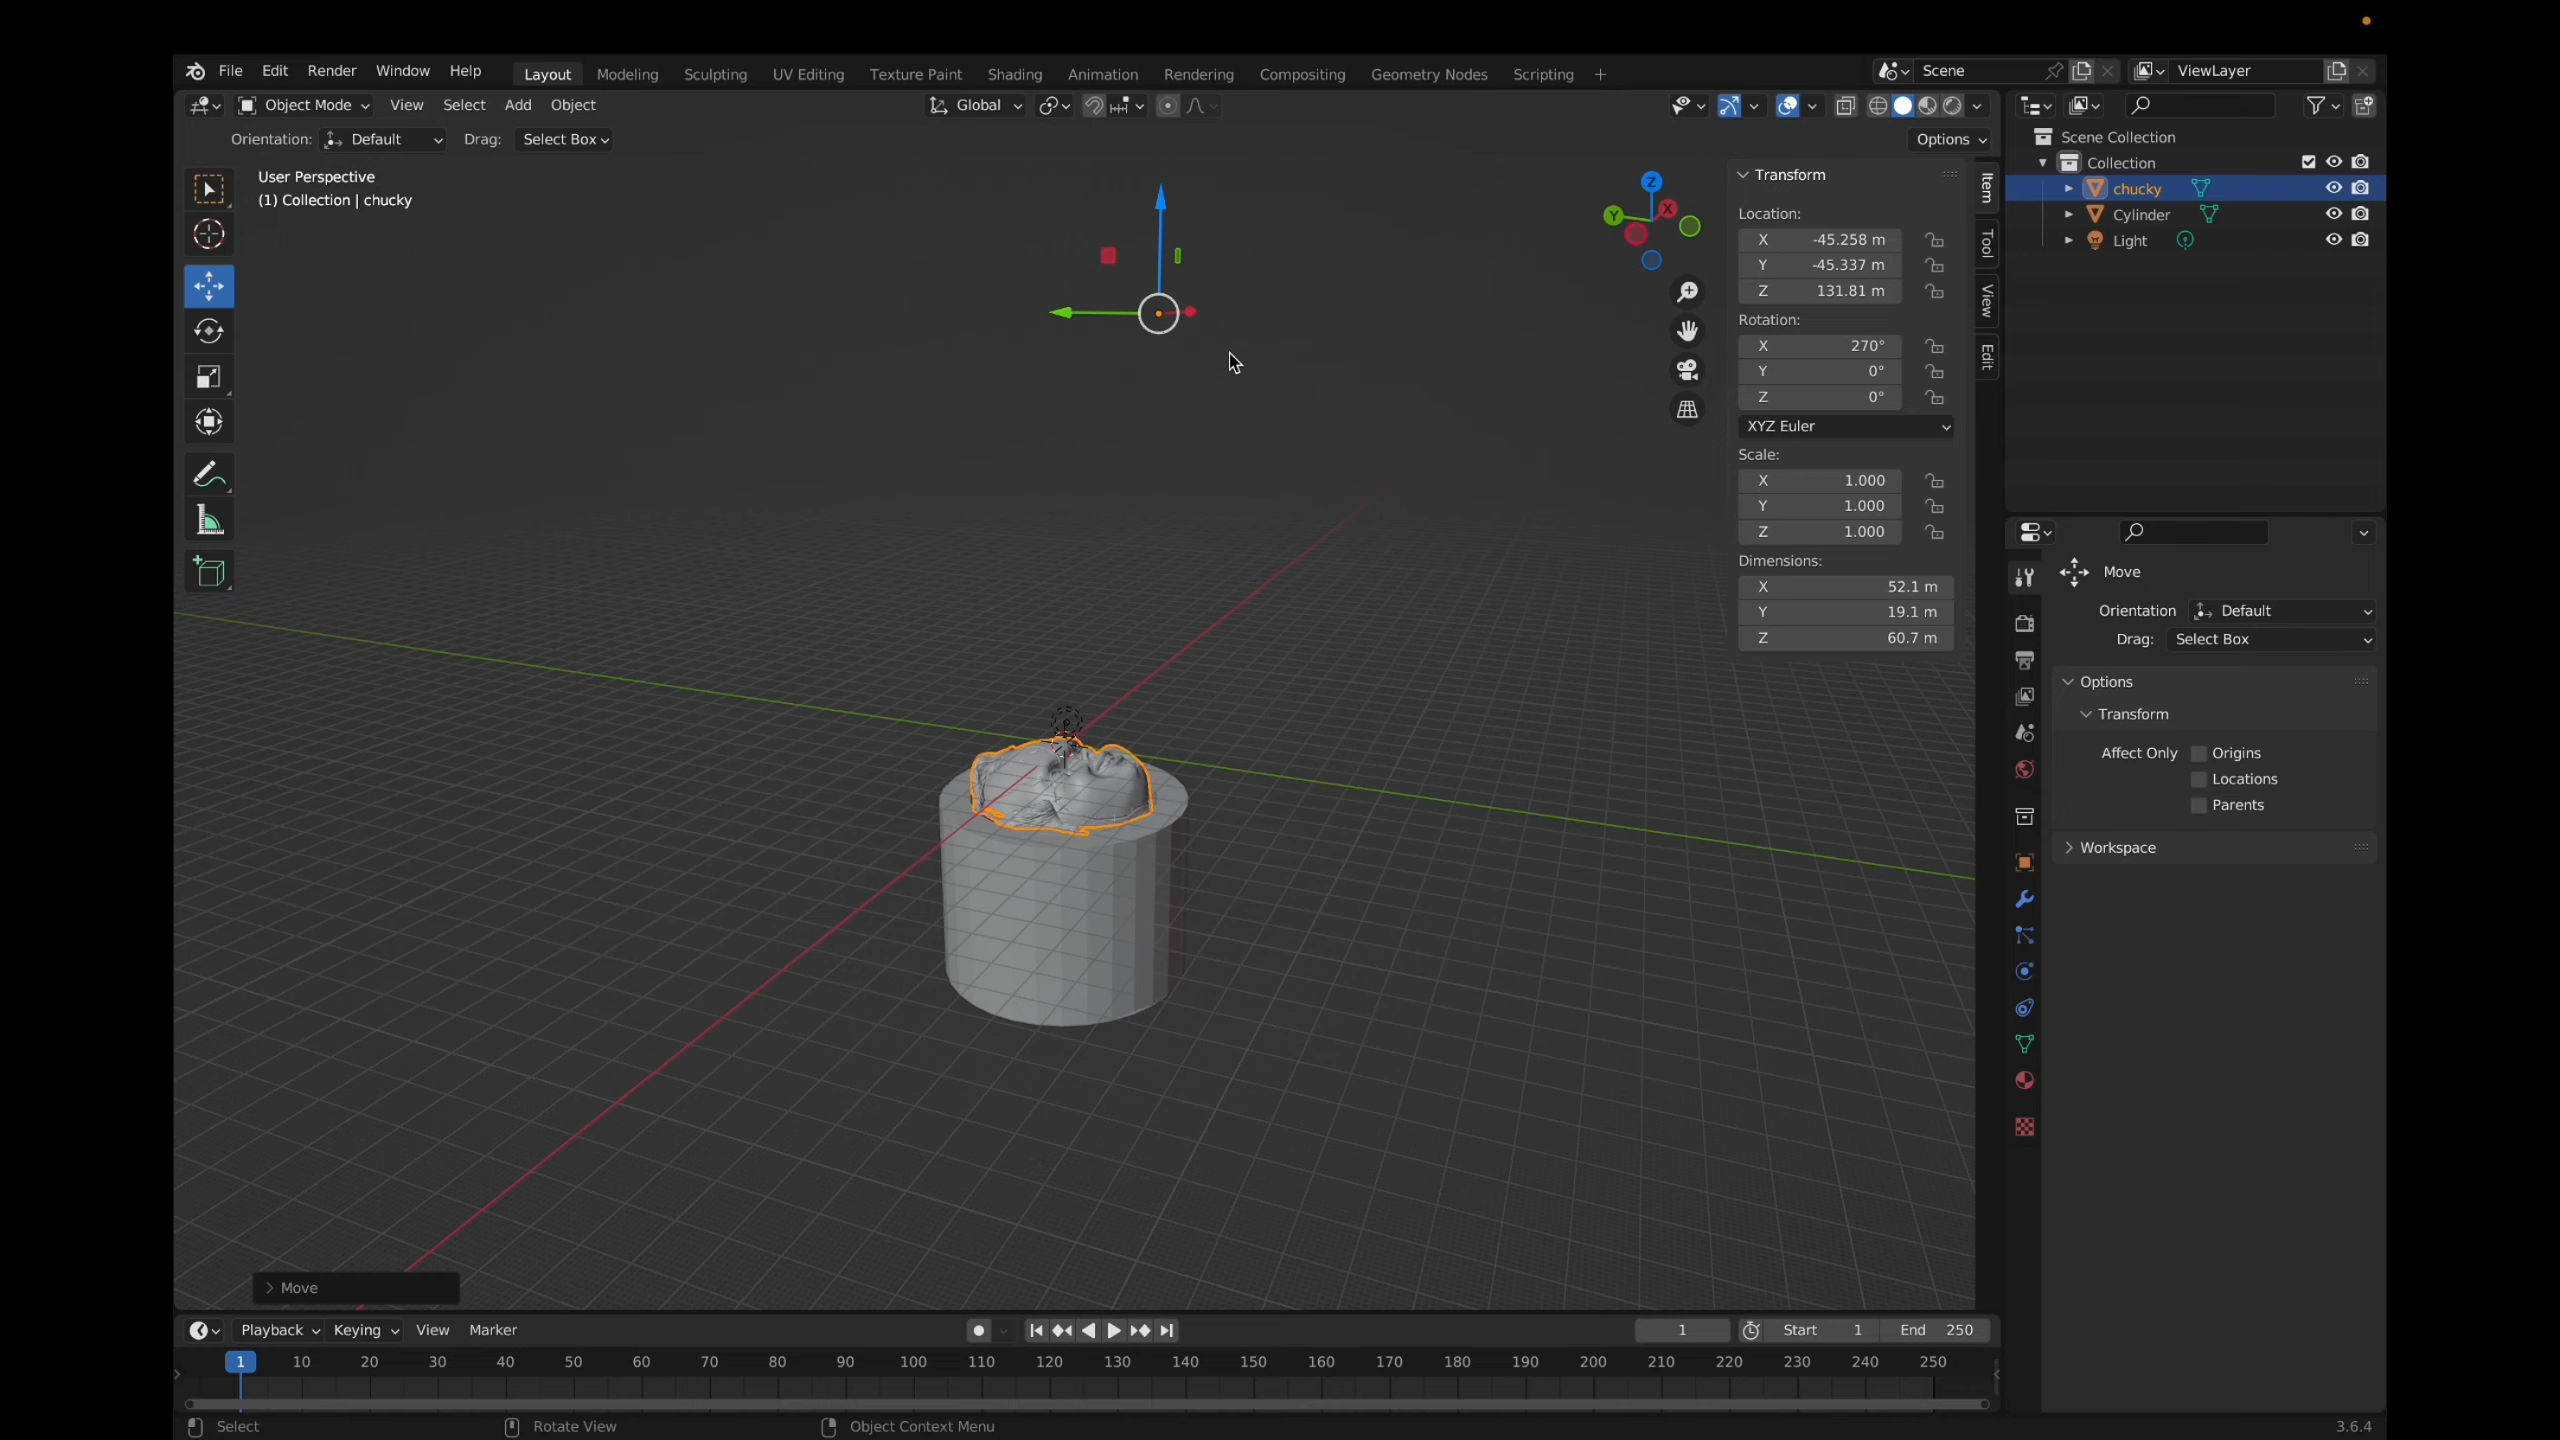 File Edit Render Window Help Layout Modeling Sculpting UV Editing Texture Paint Shading Animation Rendering Compositing Geometry Nodes Scripting + Scene ViewLayer
Object Mode View Select Add Object Global
Orientation: Default Drag: Select Box Options
User Perspective
(1) Collection | chucky
Z
X
Y
Transform
Location:
X -45.258 m
Y -45.337 m
Z 131.81 m
Rotation:
X 270°
Y 0°
Z 0°
XYZ Euler
Scale:
X 1.000
Y 1.000
Z 1.000
Dimensions:
X 52.1 m
Y 19.1 m
Z 60.7 m
Item
Tool
View
Edit
Scene Collection
Collection
chucky
Cylinder
Light
Move
Orientation Default
Drag: Select Box
Options
Transform
Affect Only Origins
Locations
Parents
Workspace
Move
Playback Keying View Marker 1 Start 1 End 250
1 10 20 30 40 50 60 70 80 90 100 110 120 130 140 150 160 170 180 190 200 210 220 230 240 250
Select Rotate View Object Context Menu 3.6.4